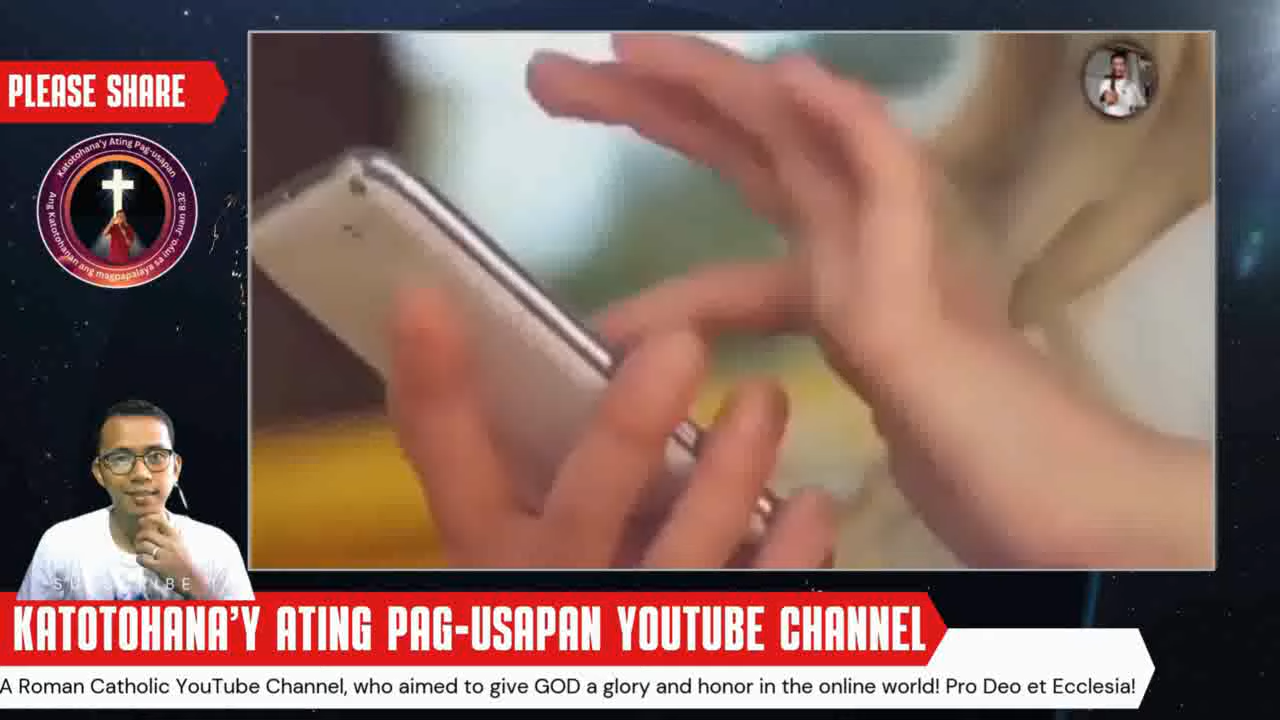 PLEASE SHARE
Katotohana'y Ating Pag-usapan
Ang Katotohanan ang magpapalaya sa inyo. Juan 8:32
KATOTOHANA'Y ATING PAG-USAPAN YOUTUBE CHANNEL
A Roman Catholic YouTube Channel, who aimed to give GOD a glory and honor in the online world! Pro Deo et Ecclesia!